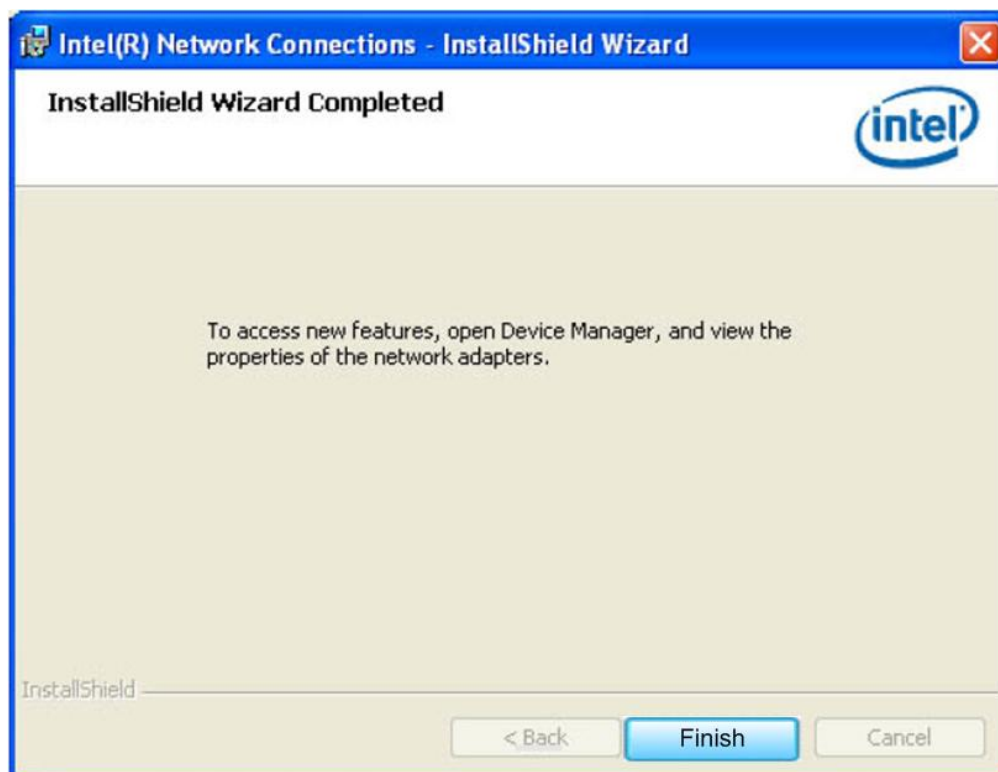 Intel(R) Network Connections - InstallShield Wizard
InstallShield Wizard Completed
intel
To access new features, open Device Manager, and view the
properties of the network adapters.
InstallShield
< Back
Finish
Cancel